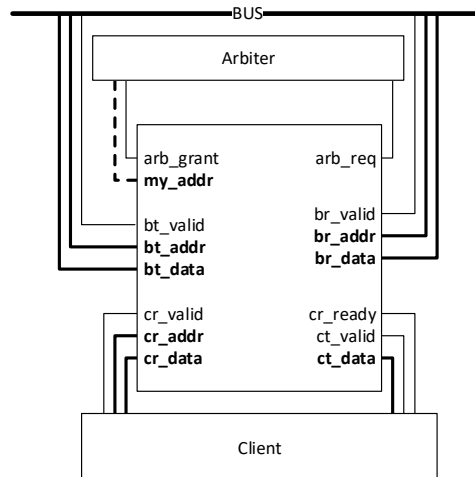 BUS
Arbiter
arb_grant
arb_req
my_addr
bt_valid
br_valid
bt_addr
br_addr
bt_data
br_data
cr_valid
cr_ready
cr_addr
ct_valid
cr_data
ct_data
Client